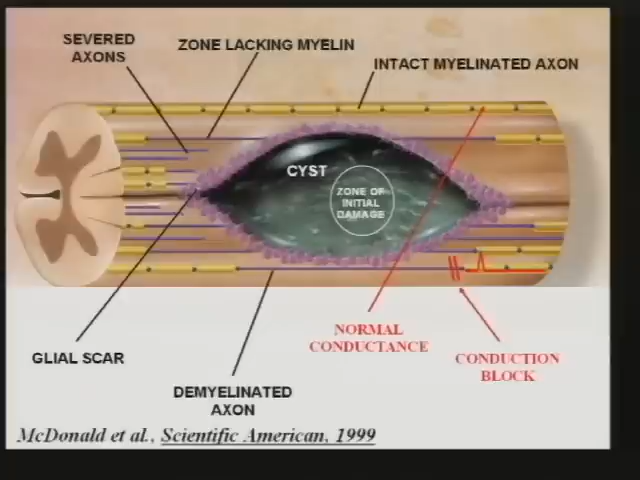 SEVERED
AXONS
ZONE LACKING MYELIN
INTACT MYELINATED AXON
CYST
ZONE OF
INITIAL
DAMAGE
NORMAL
CONDUCTANCE
GLIAL SCAR
CONDUCTION
BLOCK
DEMYELINATED
AXON
McDonald et al., Scientific American, 1999